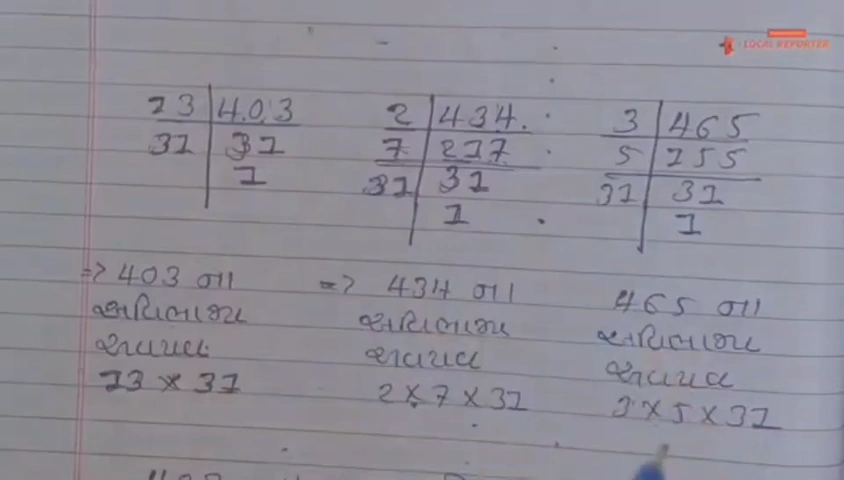 LOCAL REPORTER
13 | 403
31 | 31
1
2 | 434
7 | 217
31 | 31
1
3 | 465
5 | 155
31 | 31
1
=> 403 ના
અવિભાજ્ય
અવયવ
13 × 31
=> 434 ના
અવિભાજ્ય
અવયવ
2 × 7 × 31
465 ના
અવિભાજ્ય
અવયવ
3 × 5 × 31